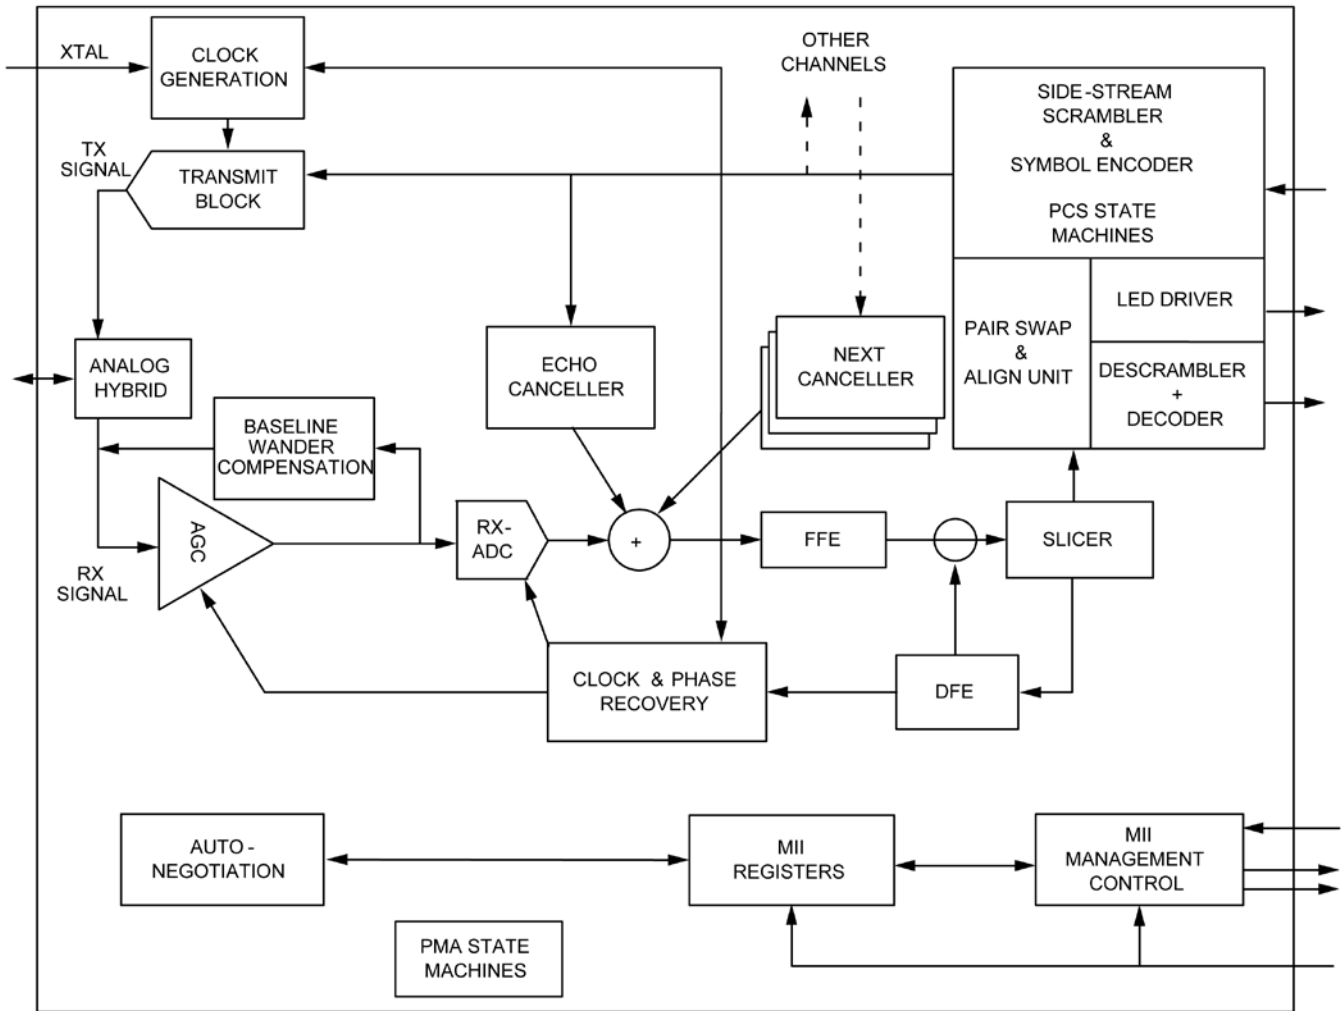 XTAL
CLOCK
GENERATION
OTHER
CHANNELS
SIDE-STREAM
SCRAMBLER
&
SYMBOL ENCODER
PCS STATE
MACHINES
TX
SIGNAL
TRANSMIT
BLOCK
LED DRIVER
PAIR SWAP
&
ALIGN UNIT
DESCRAMBLER
+
DECODER
ANALOG
HYBRID
ECHO
CANCELLER
NEXT
CANCELLER
BASELINE
WANDER
COMPENSATION
AGC
RX-
ADC
+
FFE
SLICER
RX
SIGNAL
CLOCK & PHASE
RECOVERY
DFE
AUTO -
NEGOTIATION
MII
REGISTERS
MII
MANAGEMENT
CONTROL
PMA STATE
MACHINES